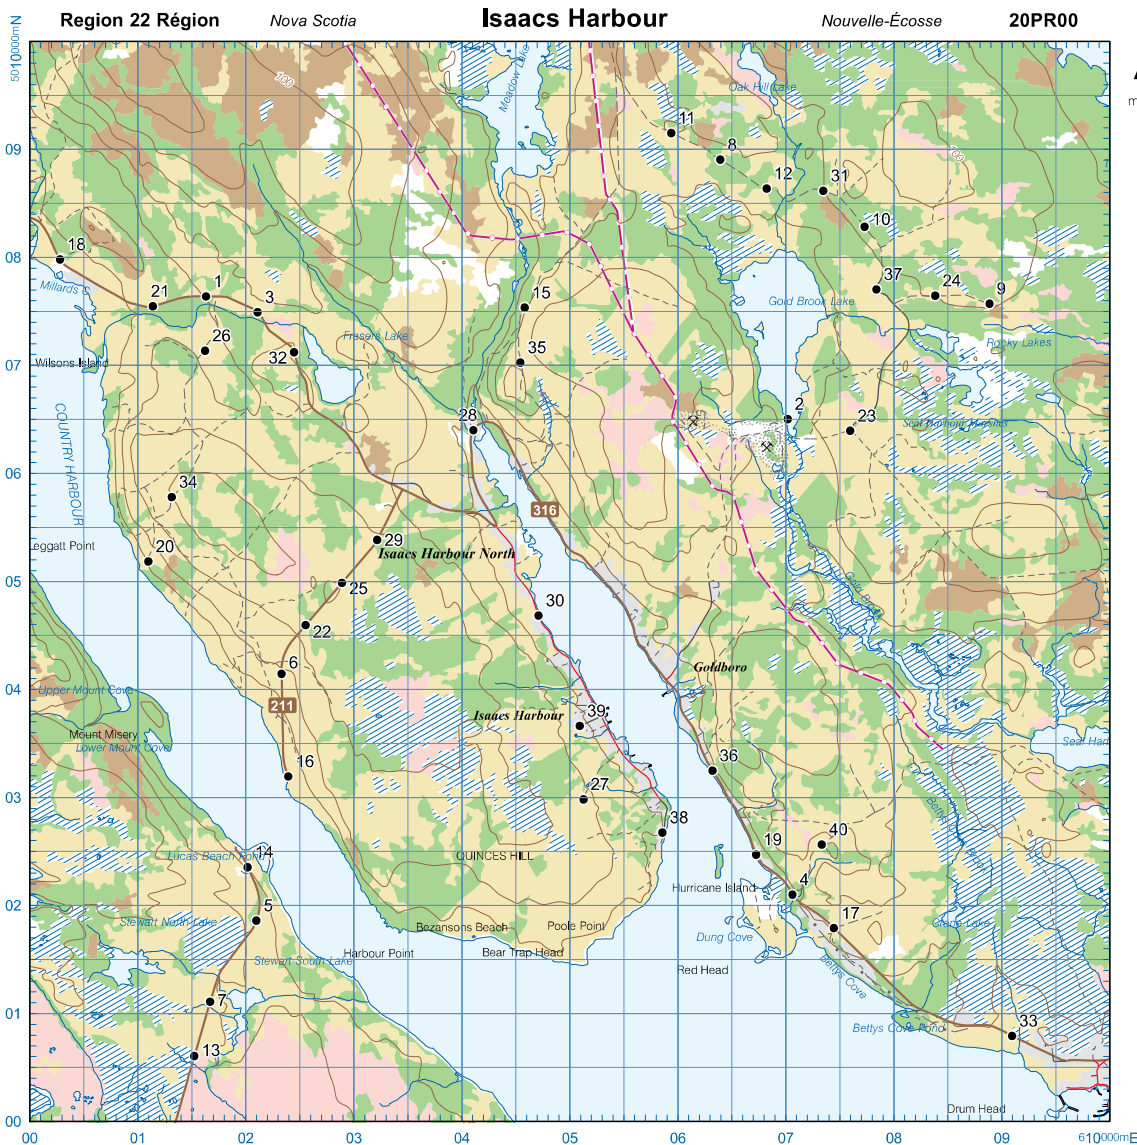 Region 22 Région Nova Scotia Isaacs Harbour Nouvelle-Écosse 20PR00
5010000mN
Meadow Lake
Oak Hill Lake
100
11
09
8
100
12
31
10
18
08
37
24
9
Millards C
21
1
3
15
Gold Brook Lake
26
32
Frasers Lake
35
Rocky Lakes
Wilsons Island
07
28
2
23
Seal Harbour Marshes
06
COUNTRY HARBOUR
34
316
Leggatt Point
20
29
Isaacs Harbour North
05
25
30
Gold Brook
22
6
Goldboro
04
Upper Mount Cove
211
39
Isaacs Harbour
Mount Misery
Lower Mount Cove
Seal Har
16
36
03
27
38
40
Lucas Beach Pond
14
QUINCES HILL
19
Hurricane Island
4
02
5
Stewart North Lake
Bezansons Beach
Poole Point
17
Dung Cove
Harbour Point
Bear Trap Head
Stewart South Lake
Red Head
Bettys Cove
01
7
Bettys Cove Pond
33
13
Drum Head
00
00 01 02 03 04 05 06 07 08 09 610000mE